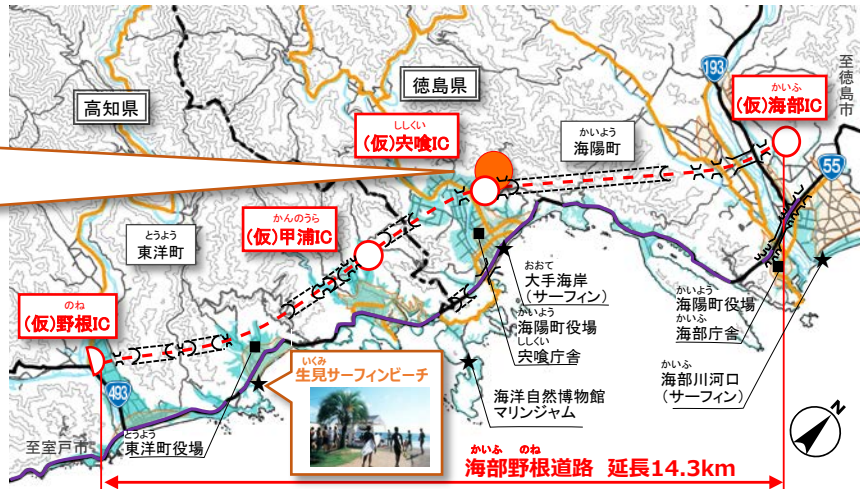 高知県
徳島県
ししくい
(仮)宍喰IC
かいよう
海陽町
193
かいふ
(仮)海部IC
至徳島市
55
かんのうら
(仮)甲浦IC
とうよう
東洋町
のね
(仮)野根IC
おおて
大手海岸
(サーフィン)
かいよう
海陽町役場
ししくい
宍喰庁舎
かいよう
海陽町役場
かいふ
海部庁舎
かいふ
海部川河口
(サーフィン)
海洋自然博物館
マリンジャム
いくみ
生見サーフィンビーチ
493
至室戸市
とうよう
東洋町役場
N
かいふ のね
海部野根道路 延長14.3km